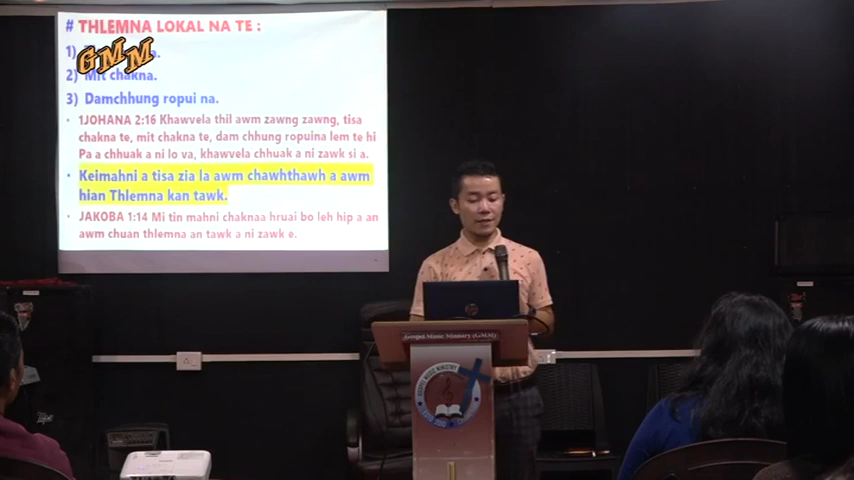 # THLEMNA LOKAL NA TE :
1)
GMM
2) Mit chakna.
3) Damchhung ropui na.
• 1JOHANA 2:16 Khawvela thil awm zawng zawng, tisa
chakna te, mit chakna te, dam chhung ropuina lem te hi
Pa a chhuak a ni lo va, khawvela chhuak a ni zawk si a.
• Keimahni a tisa zia la awm chawhthawh a awm
hian Thlemna kan tawk.
• JAKOBA 1:14 Mi tin mahni chaknaa hruai bo leh hip a an
awm chuan thlemna an tawk a ni zawk e.
Gospel Music Ministry (GMM)
GOSPEL MUSIC MINISTRY